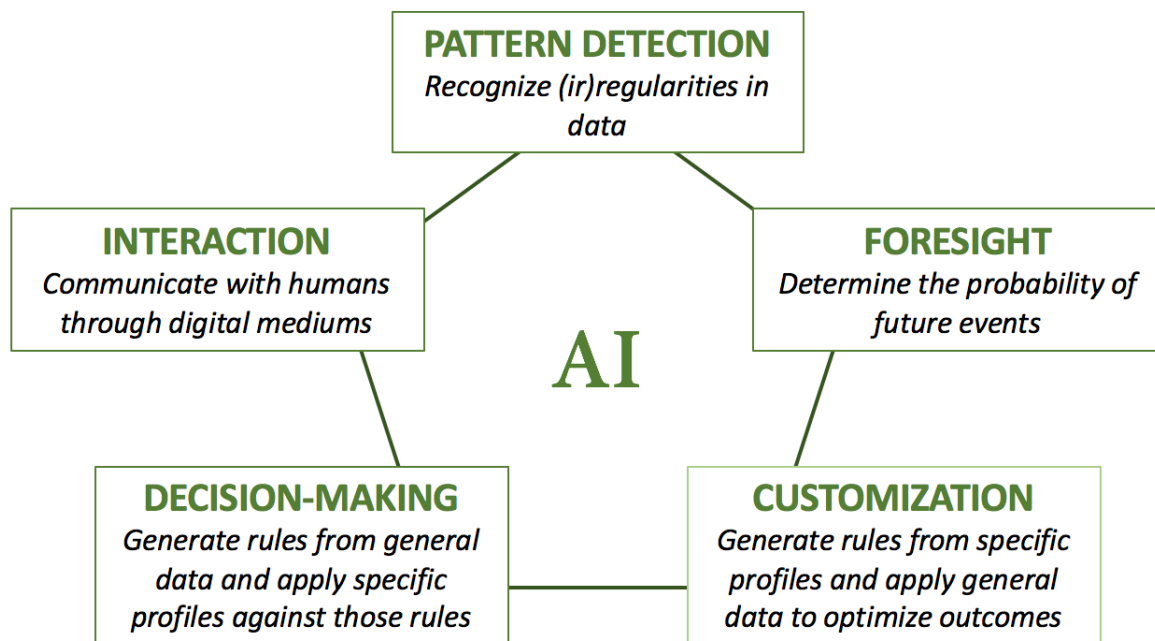 PATTERN DETECTION
Recognize (ir)regularities in
data
INTERACTION
Communicate with humans
through digital mediums
FORESIGHT
Determine the probability of
future events
AI
DECISION-MAKING
Generate rules from general
data and apply specific
profiles against those rules
CUSTOMIZATION
Generate rules from specific
profiles and apply general
data to optimize outcomes